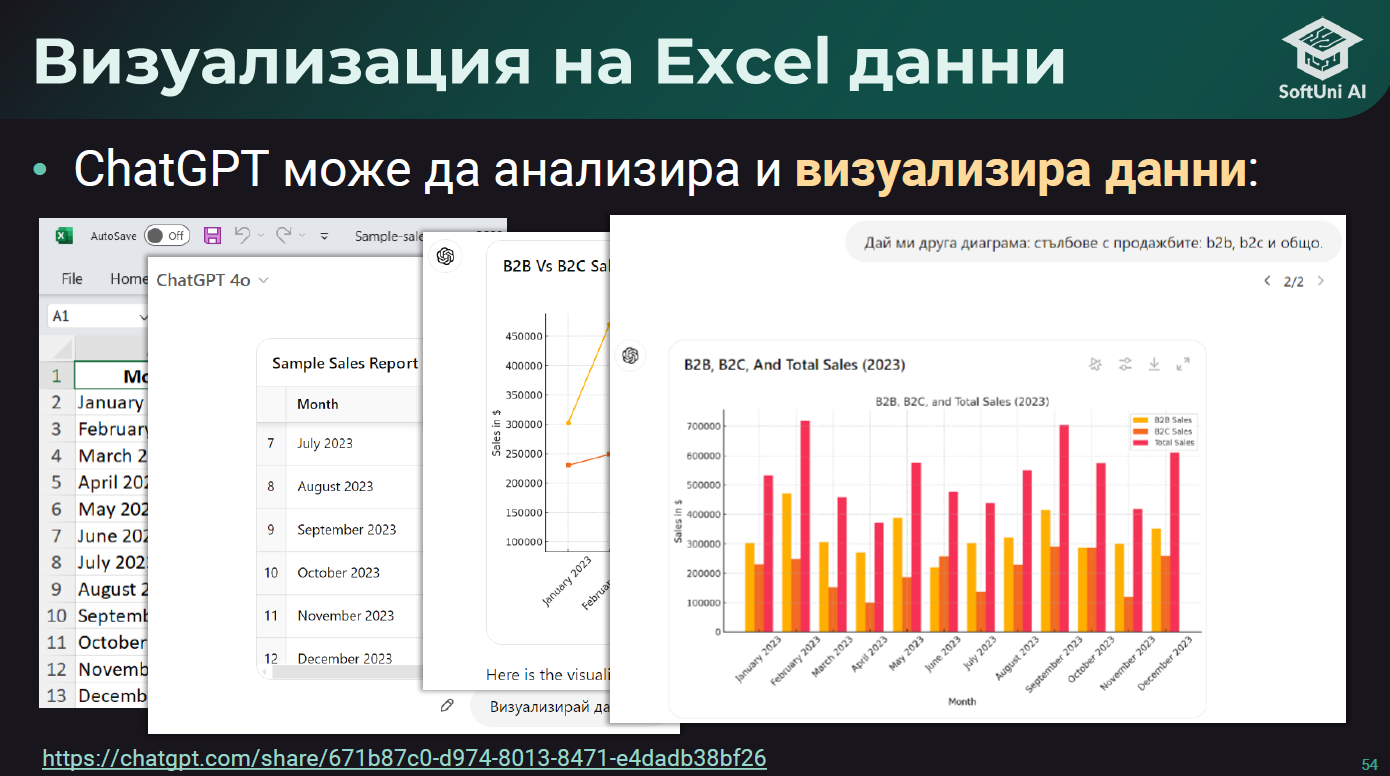 Визуализация на Excel данни
SoftUni AI
ChatGPT може да анализира и визуализира данни:
AutoSave Off Sample-sale
File Home
A1
1
2 January
3 February
4 March 2
5 April 202
6 May 202
7 June 202
8 July 202
9 August 2
10 Septemb
11 October
12 Novemb
13 Decemb
ChatGPT 4o
Sample Sales Report
Month
7 July 2023
8 August 2023
9 September 2023
10 October 2023
11 November 2023
12 December 2023
Визуализирай да
B2B Vs B2C Sal
Sales in $
450000
400000
350000
300000
250000
200000
150000
100000
January 2023
Februar
Here is the visuali
Дай ми друга диаграма: стълбове с продажбите: b2b, b2c и общо.
2/2
B2B, B2C, And Total Sales (2023)
B2B, B2C, and Total Sales (2023)
B2B Sales
B2C Sales
Total Sales
Sales in $
700000
600000
500000
400000
300000
200000
100000
0
January 2023
February 2023
March 2023
April 2023
May 2023
June 2023
July 2023
August 2023
September 2023
October 2023
November 2023
December 2023
Month
https://chatgpt.com/share/671b87c0-d974-8013-8471-e4dadb38bf26
54